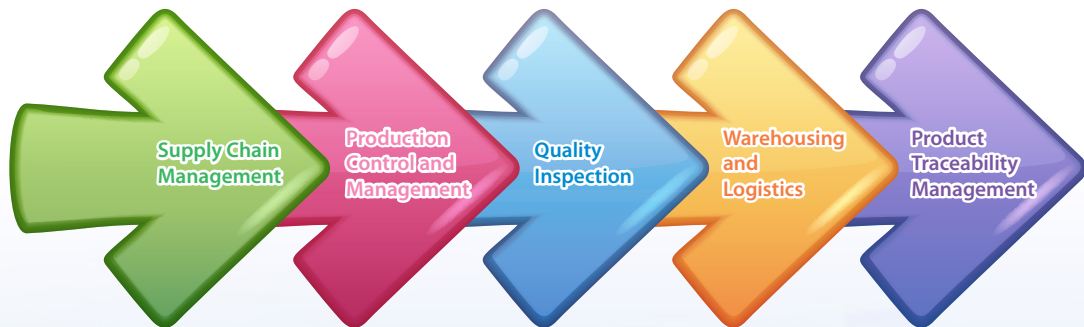 Supply Chain
Management
Production
Control and
Management
Quality
Inspection
Warehousing
and
Logistics
Product
Traceability
Management